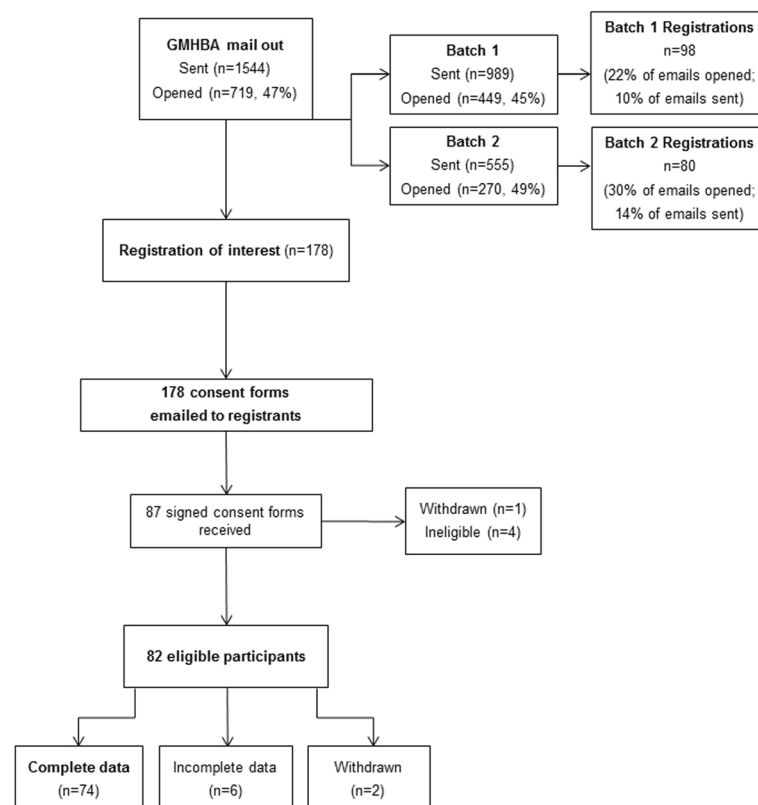 GMHBA mail out
Sent (n=1544)
Opened (n=719, 47%)
Batch 1
Sent (n=989)
Opened (n=449, 45%)
Batch 1 Registrations
n=98
(22% of emails opened;
10% of emails sent)
Batch 2
Sent (n=555)
Opened (n=270, 49%)
Batch 2 Registrations
n=80
(30% of emails opened;
14% of emails sent)
Registration of interest (n=178)
178 consent forms
emailed to registrants
87 signed consent forms
received
Withdrawn (n=1)
Ineligible (n=4)
82 eligible participants
Complete data
(n=74)
Incomplete data
(n=6)
Withdrawn
(n=2)